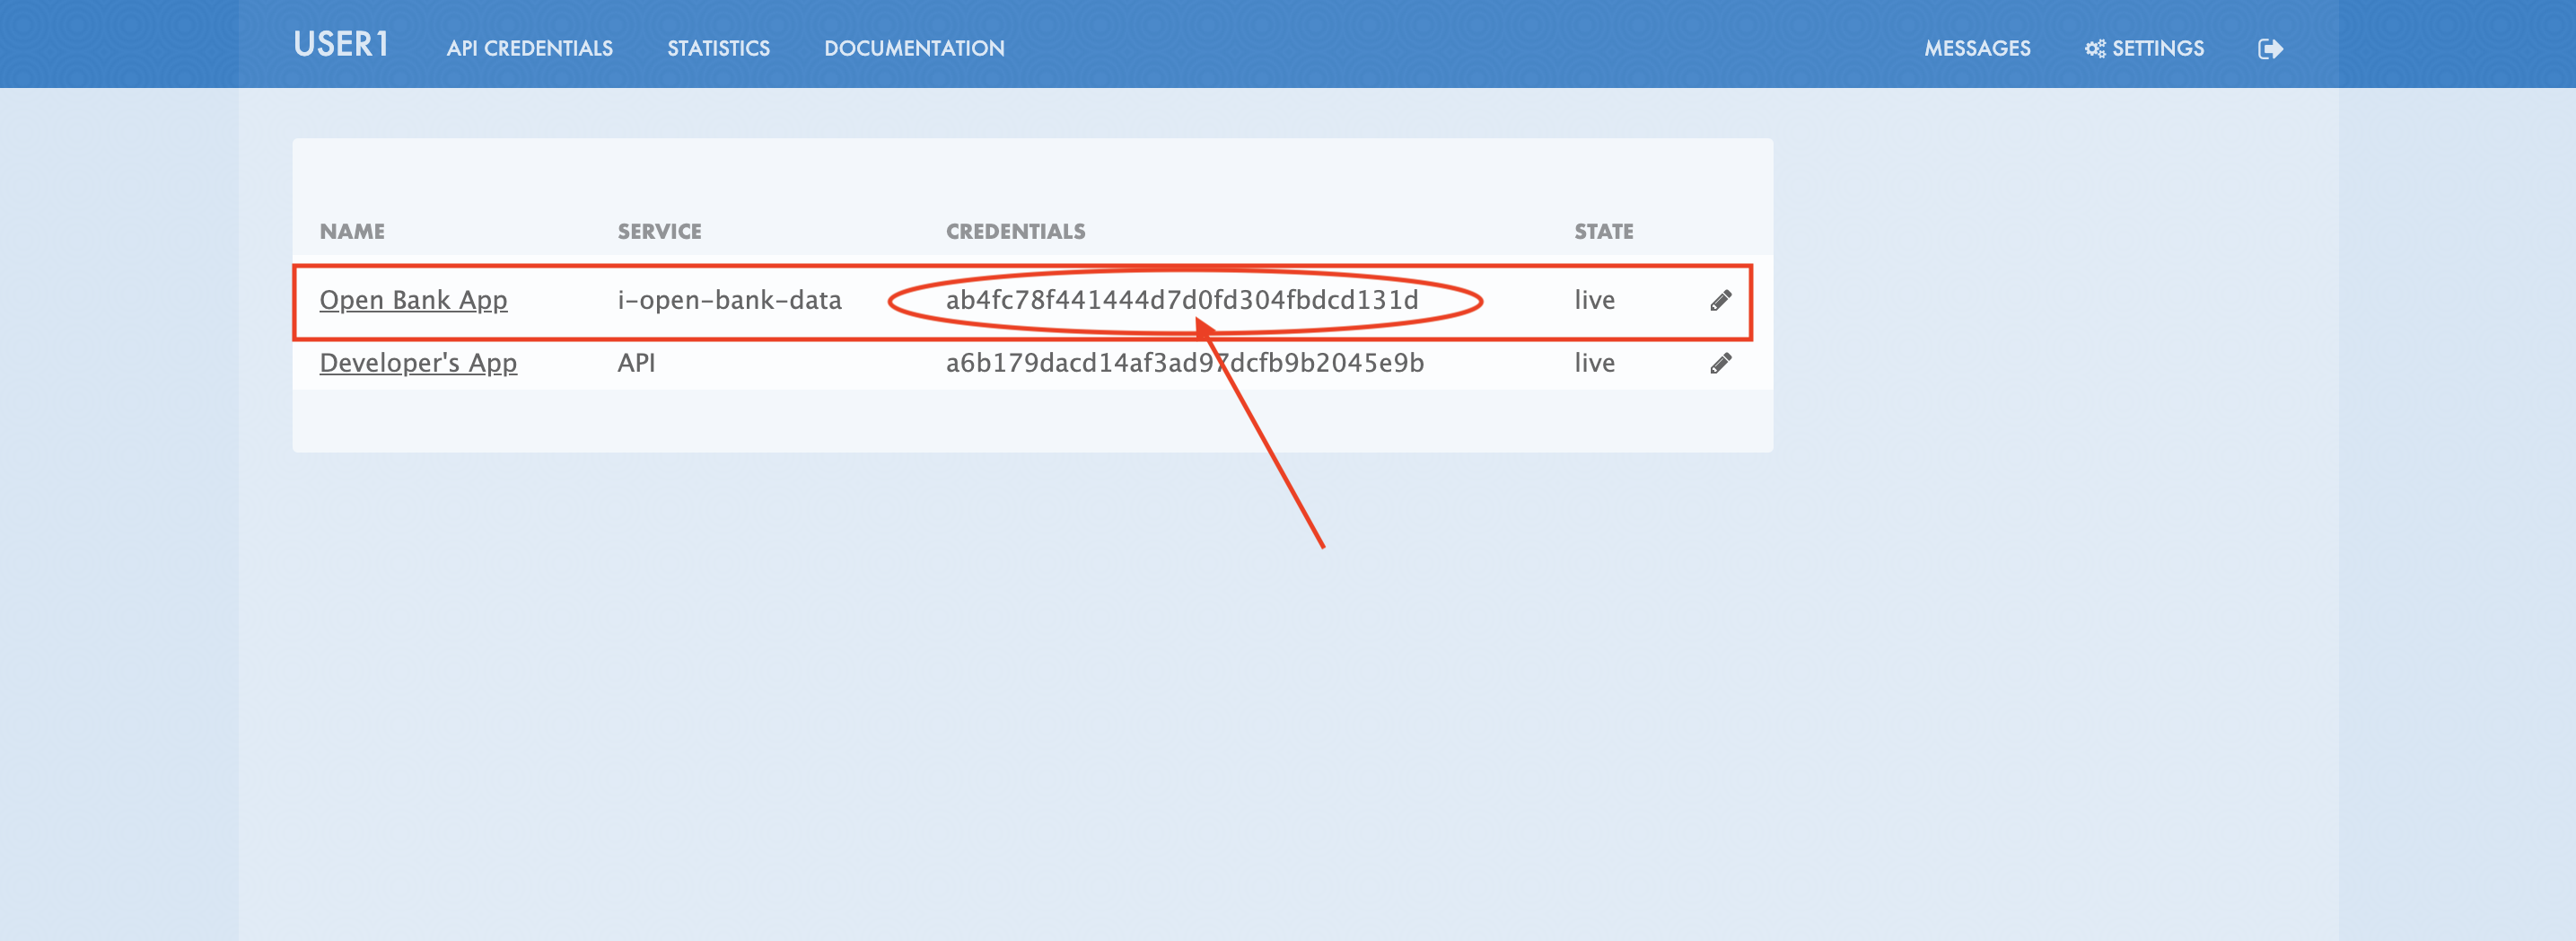 USER1 API CREDENTIALS STATISTICS DOCUMENTATION MESSAGES SETTINGS
NAME SERVICE CREDENTIALS STATE
Open Bank App i-open-bank-data ab4fc78f441444d7d0fd304fbdcd131d live
Developer's App API a6b179dacd14af3ad97dcfb9b2045e9b live